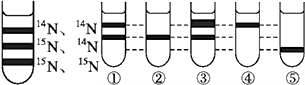 ¹⁴N、¹⁴N
¹⁵N、¹⁴N
¹⁵N、¹⁵N
① ② ③ ④ ⑤